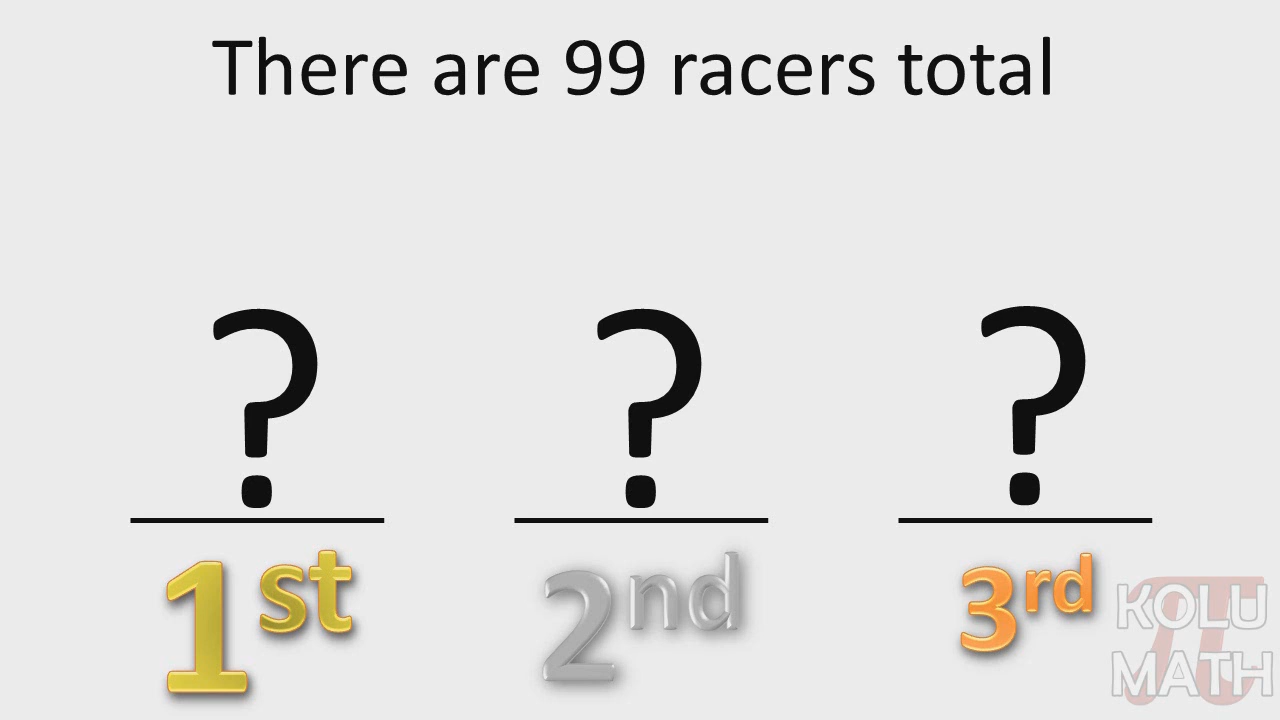 There are 99 racers total
? ? ?
1st 2nd 3rd
KOLU
MATH